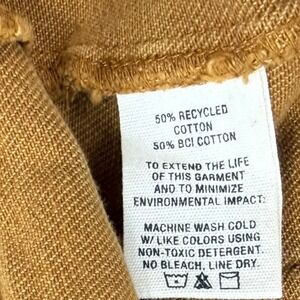 50% RECYCLED
COTTON
50% BCI COTTON
TO EXTEND THE LIFE
OF THIS GARMENT
AND TO MINIMIZE
ENVIRONMENTAL IMPACT:
MACHINE WASH COLD
W/ LIKE COLORS USING
NON-TOXIC DETERGENT.
NO BLEACH, LINE DRY.